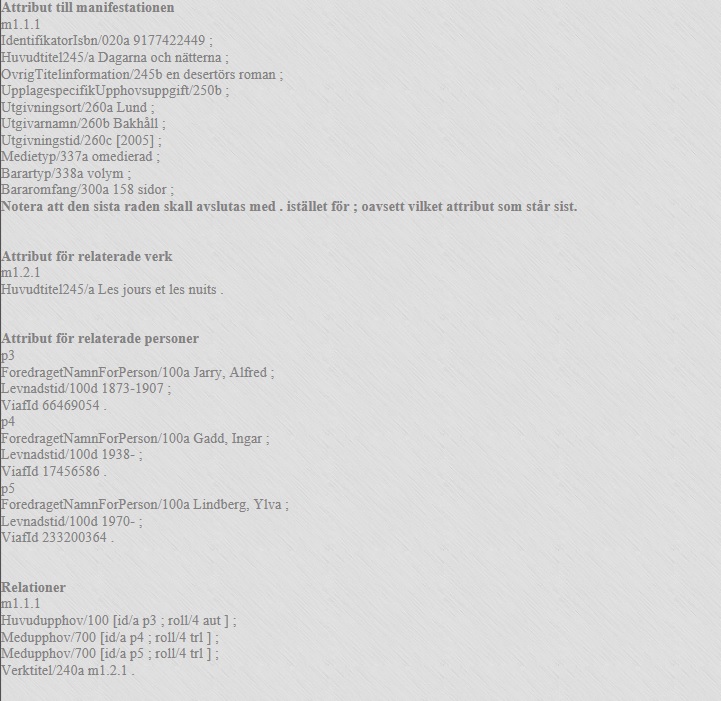 Attribut till manifestationen
m1.1.1
IdentifikatorIsbn/020a 9177422449 ;
Huvudtitel245/a Dagarna och nätterna ;
OvrigTitelinformation/245b en desertörs roman ;
UpplagespecifikUpphovsuppgift/250b ;
Utgivningsort/260a Lund ;
Utgivarnamn/260b Bakhåll ;
Utgivningstid/260c [2005] ;
Medietyp/337a omedierad ;
Barartyp/338a volym ;
Bararomfang/300a 158 sidor ;
Notera att den sista raden skall avslutas med . istället för ; oavsett vilket attribut som står sist.
Attribut för relaterade verk
m1.2.1
Huvudtitel245/a Les jours et les nuits .
Attribut för relaterade personer
p3
ForedragetNamnForPerson/100a Jarry, Alfred ;
Levnadstid/100d 1873-1907 ;
ViafId 66469054 .
p4
ForedragetNamnForPerson/100a Gadd, Ingar ;
Levnadstid/100d 1938- ;
ViafId 17456586 .
p5
ForedragetNamnForPerson/100a Lindberg, Ylva ;
Levnadstid/100d 1970- ;
ViafId 233200364 .
Relationer
m1.1.1
Huvudupphov/100 [id/a p3 ; roll/4 aut ] ;
Medupphov/700 [id/a p4 ; roll/4 trl ] ;
Medupphov/700 [id/a p5 ; roll/4 trl ] ;
Verktitel/240a m1.2.1 .